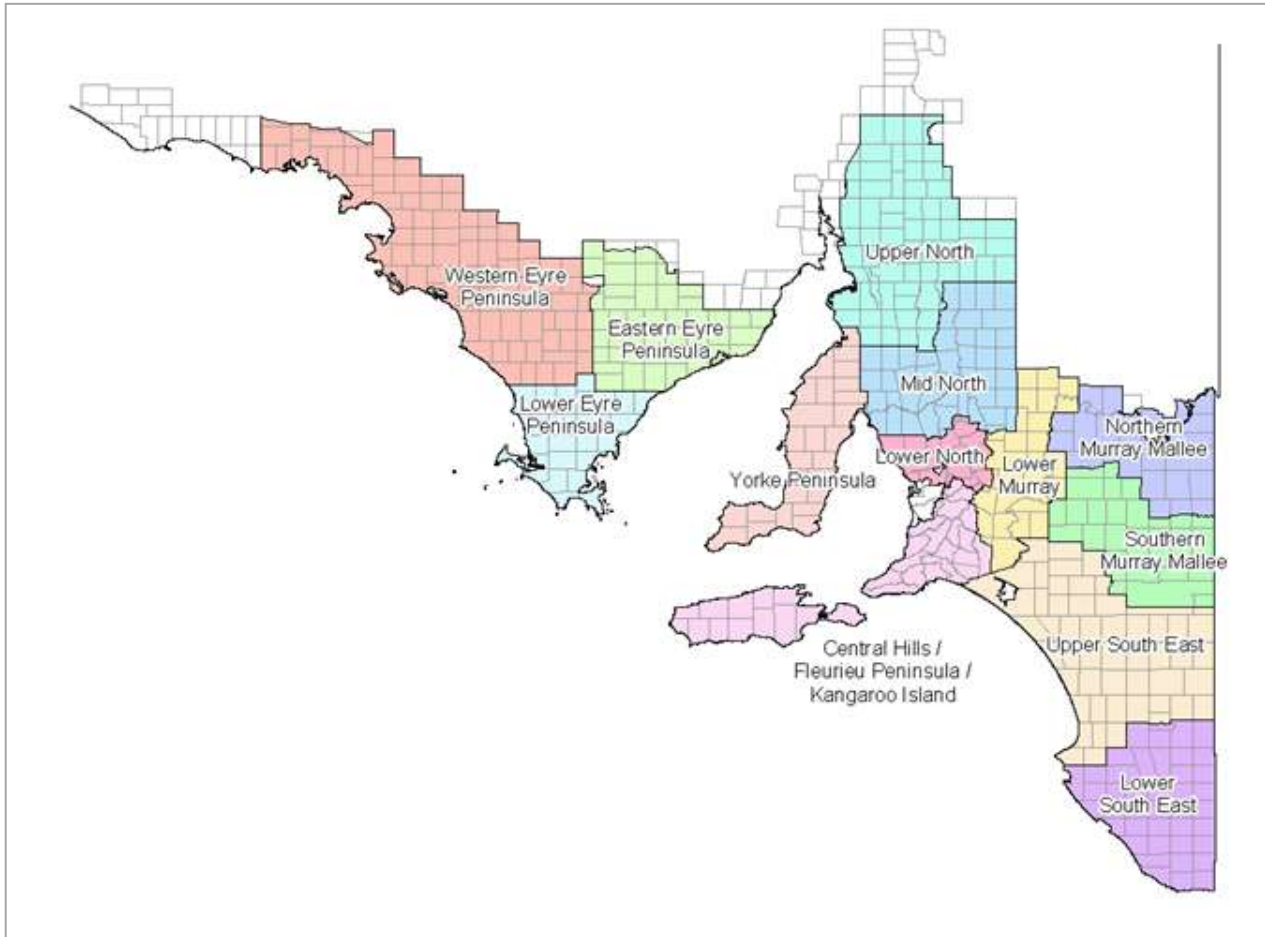 Upper North
Western Eyre
Peninsula
Eastern Eyre
Peninsula
Mid North
Lower Eyre
Peninsula
Northern
Murray Mallee
Lower North
Lower
Murray
Yorke Peninsula
Southern
Murray Mallee
Upper South East
Central Hills /
Fleurieu Peninsula /
Kangaroo Island
Lower
South East